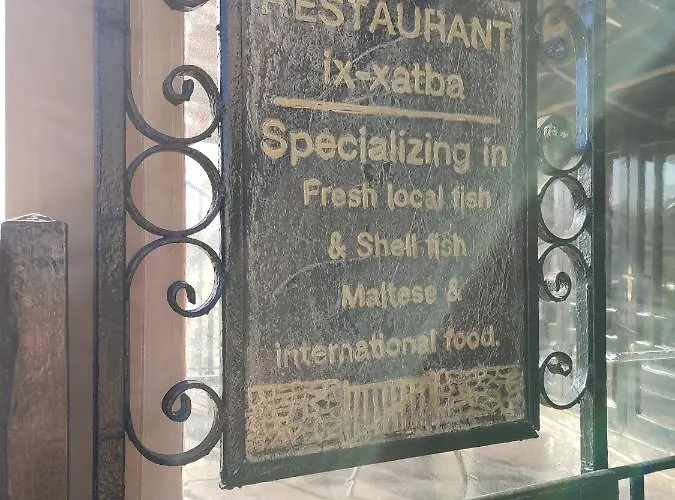 RESTAURANT
ix-xatba
Specializing in
Fresh local fish
& Shell fish
Maltese &
international food.